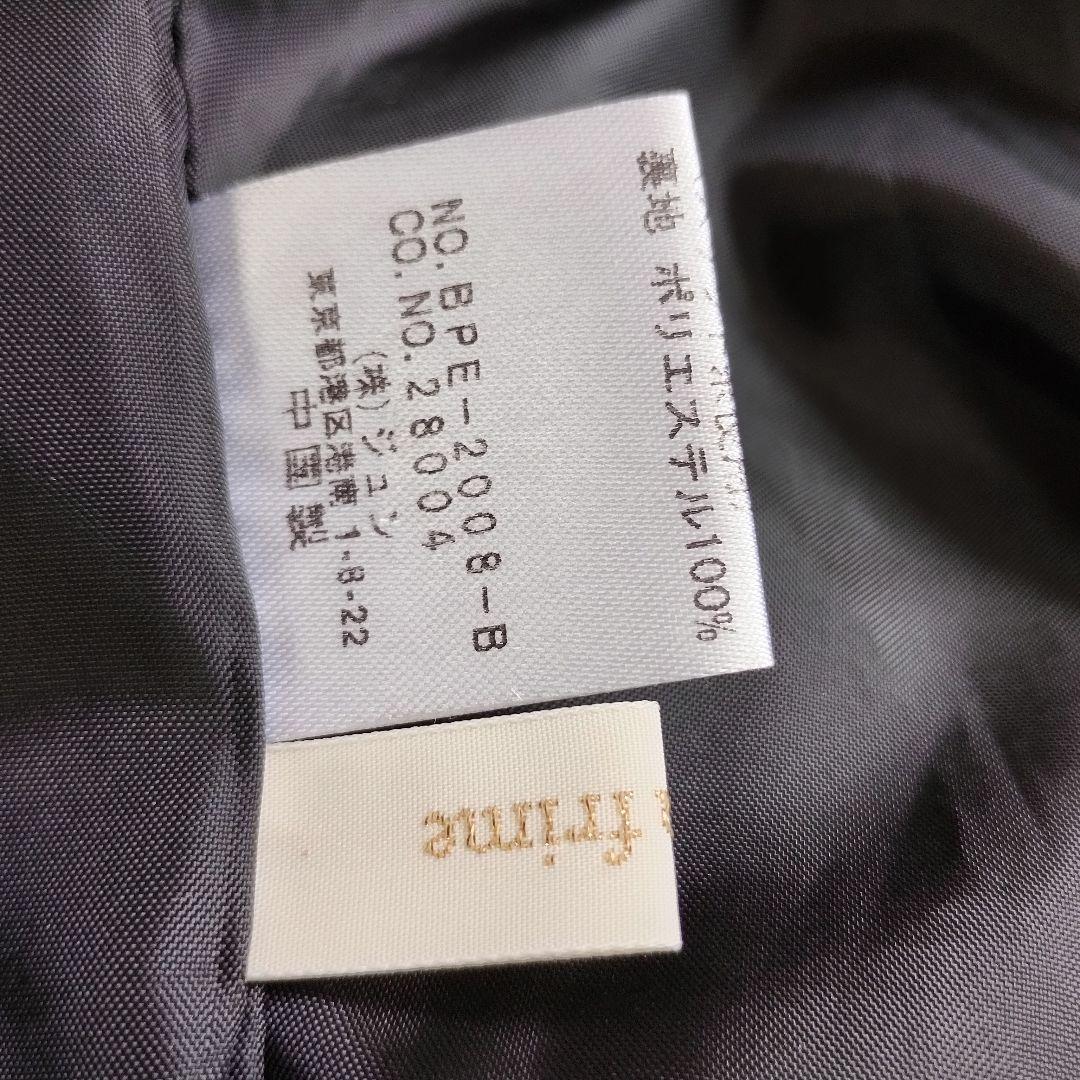 裏地 ポリエステル100%
NO.BPE-2008-B
CO.NO.28004
(株)ジュン
東京都港区港南1-8-22
中国製
frime